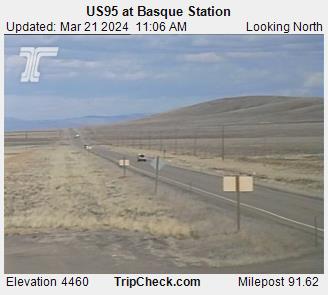 US95 at Basque Station
Updated: Mar 21 2024 11:06 AM Looking North
Elevation 4460 TripCheck.com Milepost 91.62